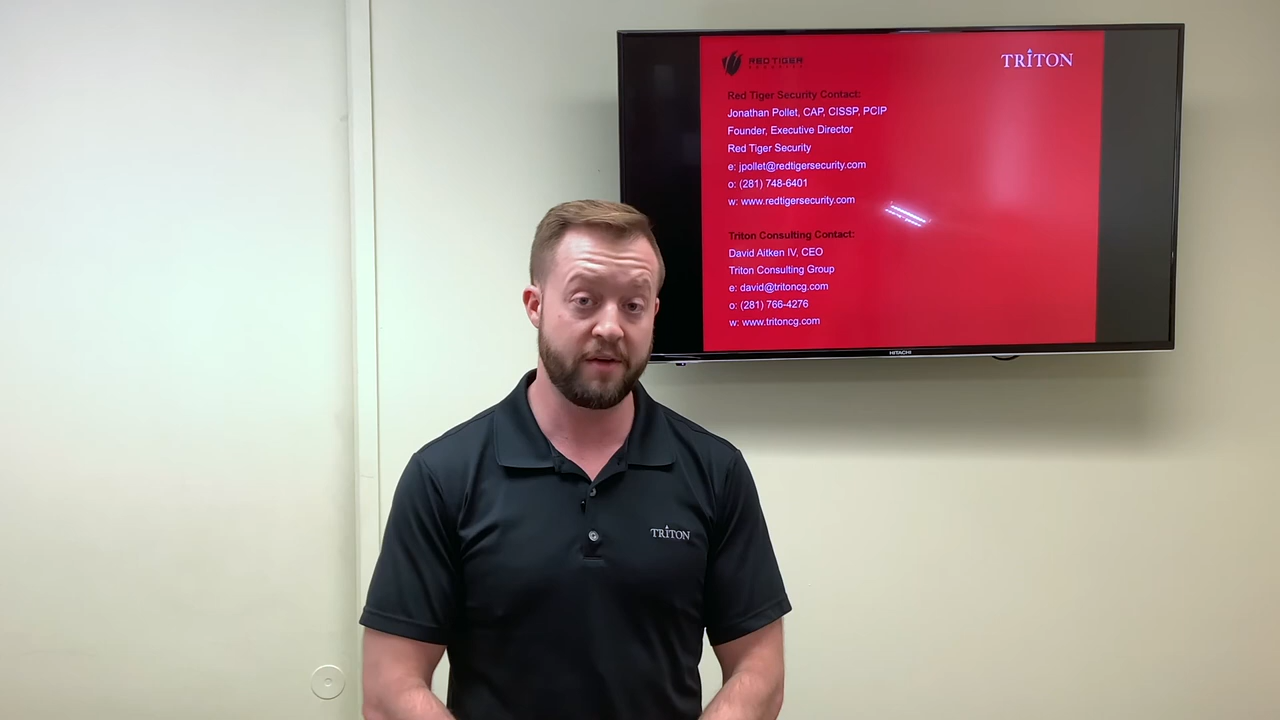 RED TIGER
SECURITY
TRITON
Red Tiger Security Contact:
Jonathan Pollet, CAP, CISSP, PCIP
Founder, Executive Director
Red Tiger Security
e: jpollet@redtigersecurity.com
o: (281) 748-6401
w: www.redtigersecurity.com
Triton Consulting Contact:
David Aitken IV, CEO
Triton Consulting Group
e: david@tritoncg.com
o: (281) 766-4276
w: www.tritoncg.com
HITACHI
TRITON